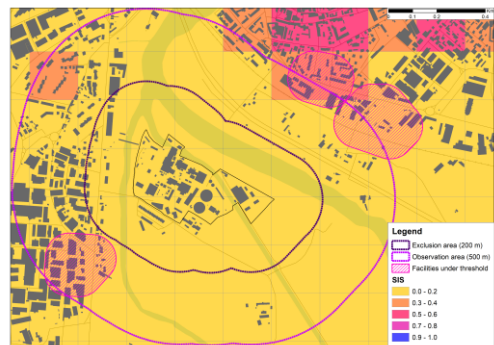 0 0.1 0.2 0.4
Legend
Exclusion area (200 m)
Observation area (500 m)
Facilities under threshold
SIS
0.0 - 0.2
0.3 - 0.4
0.5 - 0.6
0.7 - 0.8
0.9 - 1.0